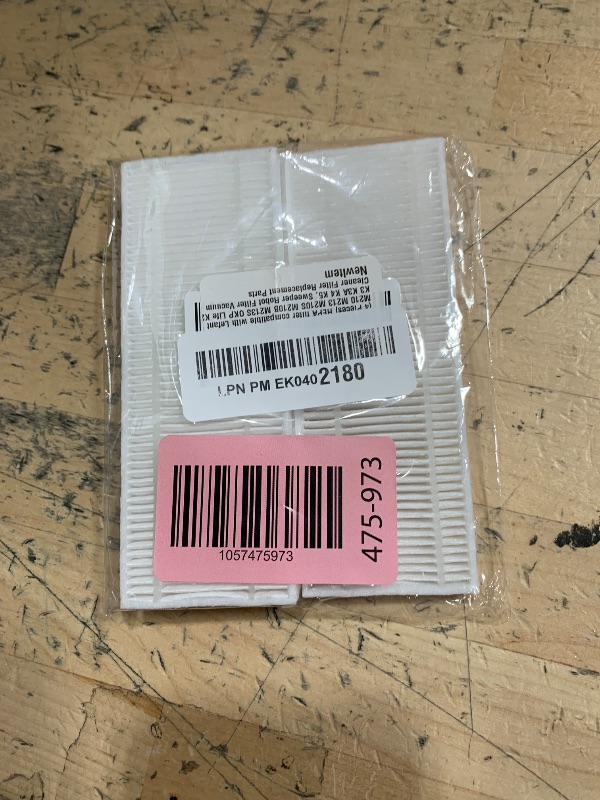 (4 Pieces) HEPA filter compatible with Lefant
M210 M213 M210S M210B M213S OKP Life K2
K3 K3A K4 K5, Sweeper Robot Filter Vacuum
Cleaner Filter Replacement Parts
NewItem
LPN PM EK0402180
1057475973
475-973